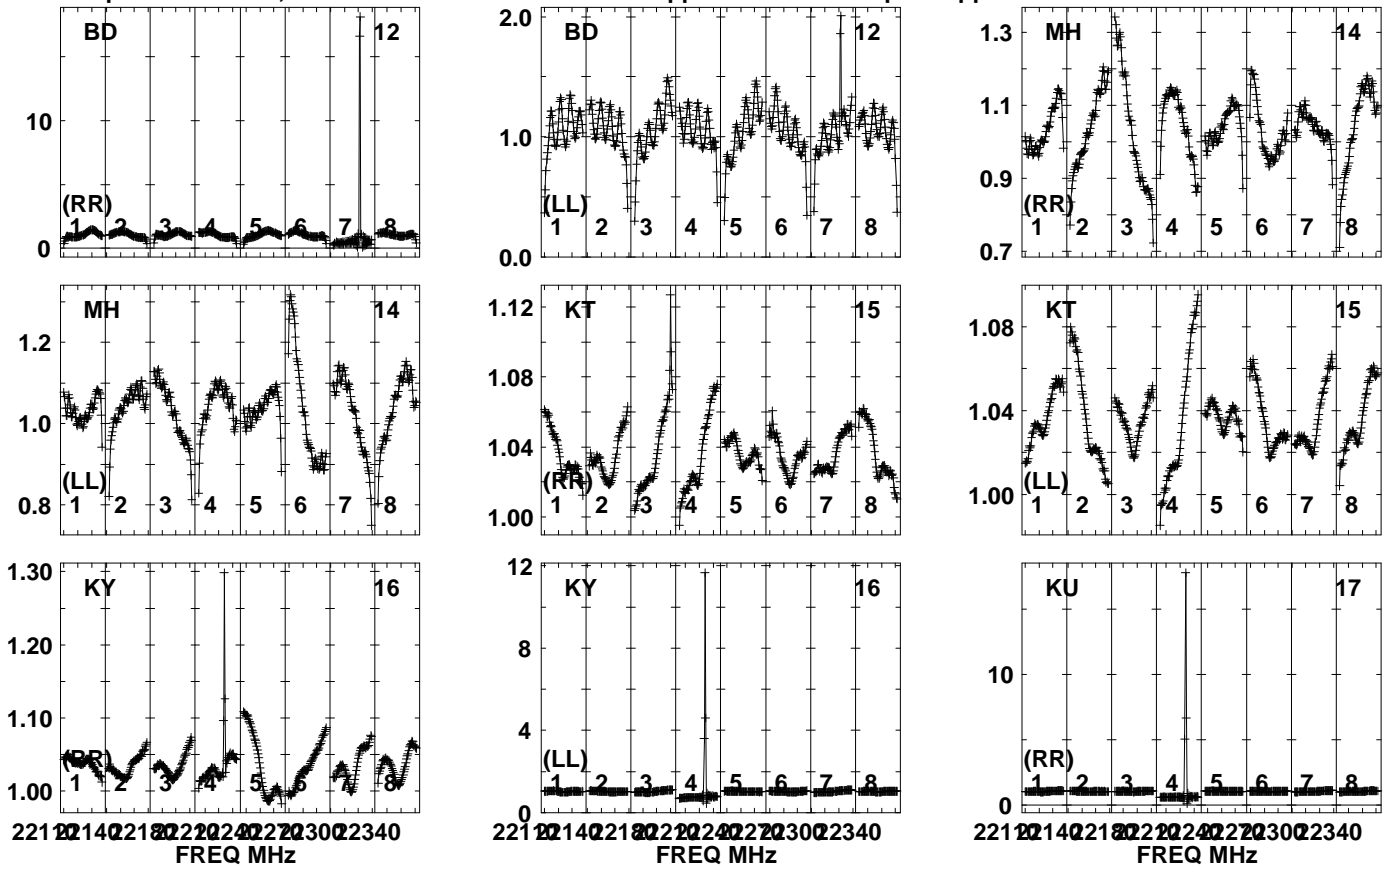 BD 12
10
0
(RR)
1 2 3 4 5 6 7 8
BD 12
2.0
1.0
0.0
(LL)
1 2 3 4 5 6 7 8
MH 14
1.3
1.1
0.9
0.7
(RR)
1 2 3 4 5 6 7 8
MH 14
1.2
1.0
0.8
(LL)
1 2 3 4 5 6 7 8
KT 15
1.12
1.08
1.04
1.00
(RR)
1 2 3 4 5 6 7 8
KT 15
1.08
1.04
1.00
(LL)
1 2 3 4 5 6 7 8
KY 16
1.30
1.20
1.10
1.00
(RR)
1 2 3 4 5 6 7 8
KY 16
12
8
4
0
(LL)
1 2 3 4 5 6 7 8
KU 17
10
0
(RR)
1 2 3 4 5 6 7 8
FREQ MHz
FREQ MHz
FREQ MHz